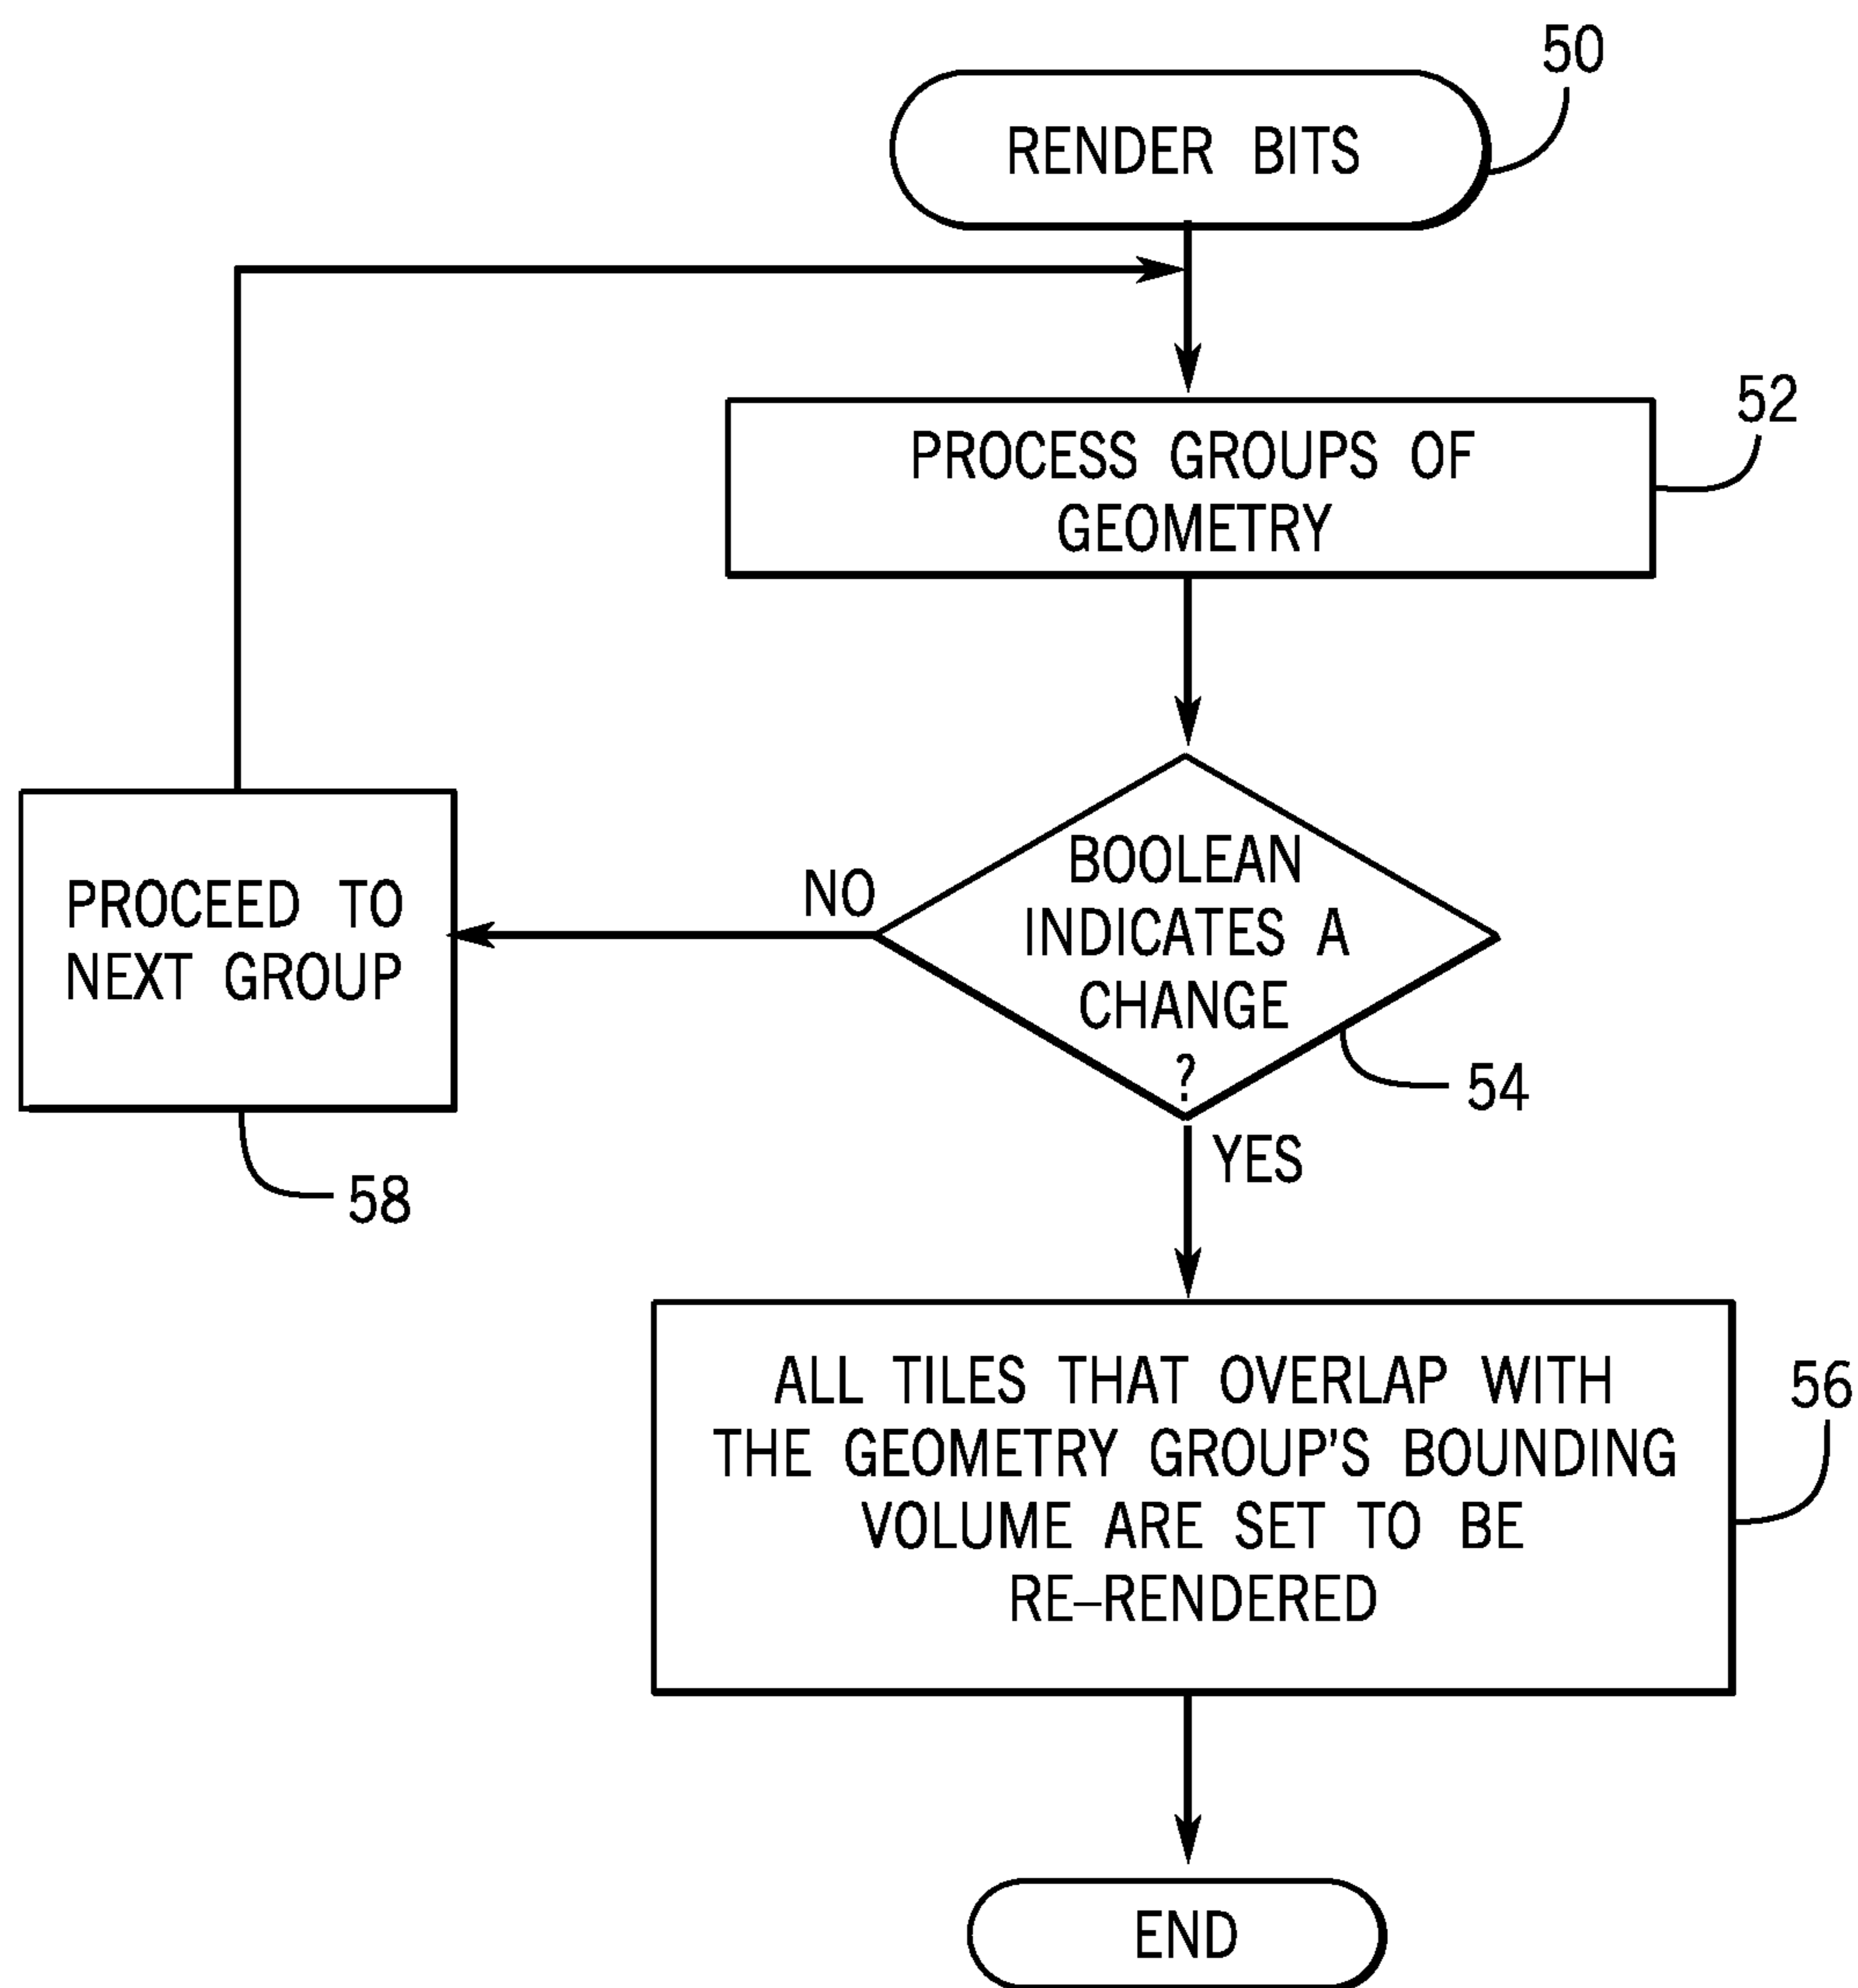 50
RENDER BITS
52
PROCESS GROUPS OF
GEOMETRY
BOOLEAN
INDICATES A
CHANGE
?
NO
PROCEED TO
NEXT GROUP
54
YES
58
ALL TILES THAT OVERLAP WITH
THE GEOMETRY GROUP'S BOUNDING
VOLUME ARE SET TO BE
RE–RENDERED
56
END